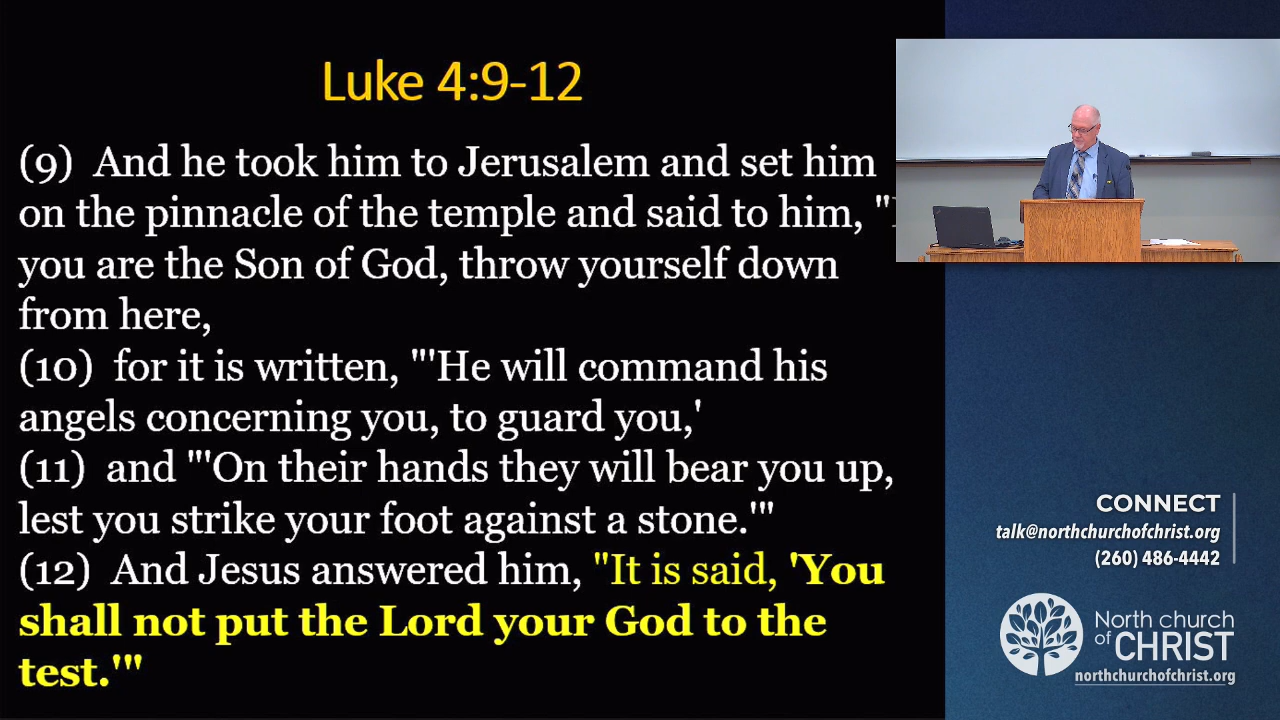 Luke 4:9-12
(9) And he took him to Jerusalem and set him
on the pinnacle of the temple and said to him, "
you are the Son of God, throw yourself down
from here,
(10) for it is written, "'He will command his
angels concerning you, to guard you,'
(11) and "'On their hands they will bear you up,
lest you strike your foot against a stone.'"
(12) And Jesus answered him, "It is said, 'You
shall not put the Lord your God to the
test.'"
CONNECT
talk@northchurchofchrist.org
(260) 486-4442
North church
of CHRIST
northchurchofchrist.org